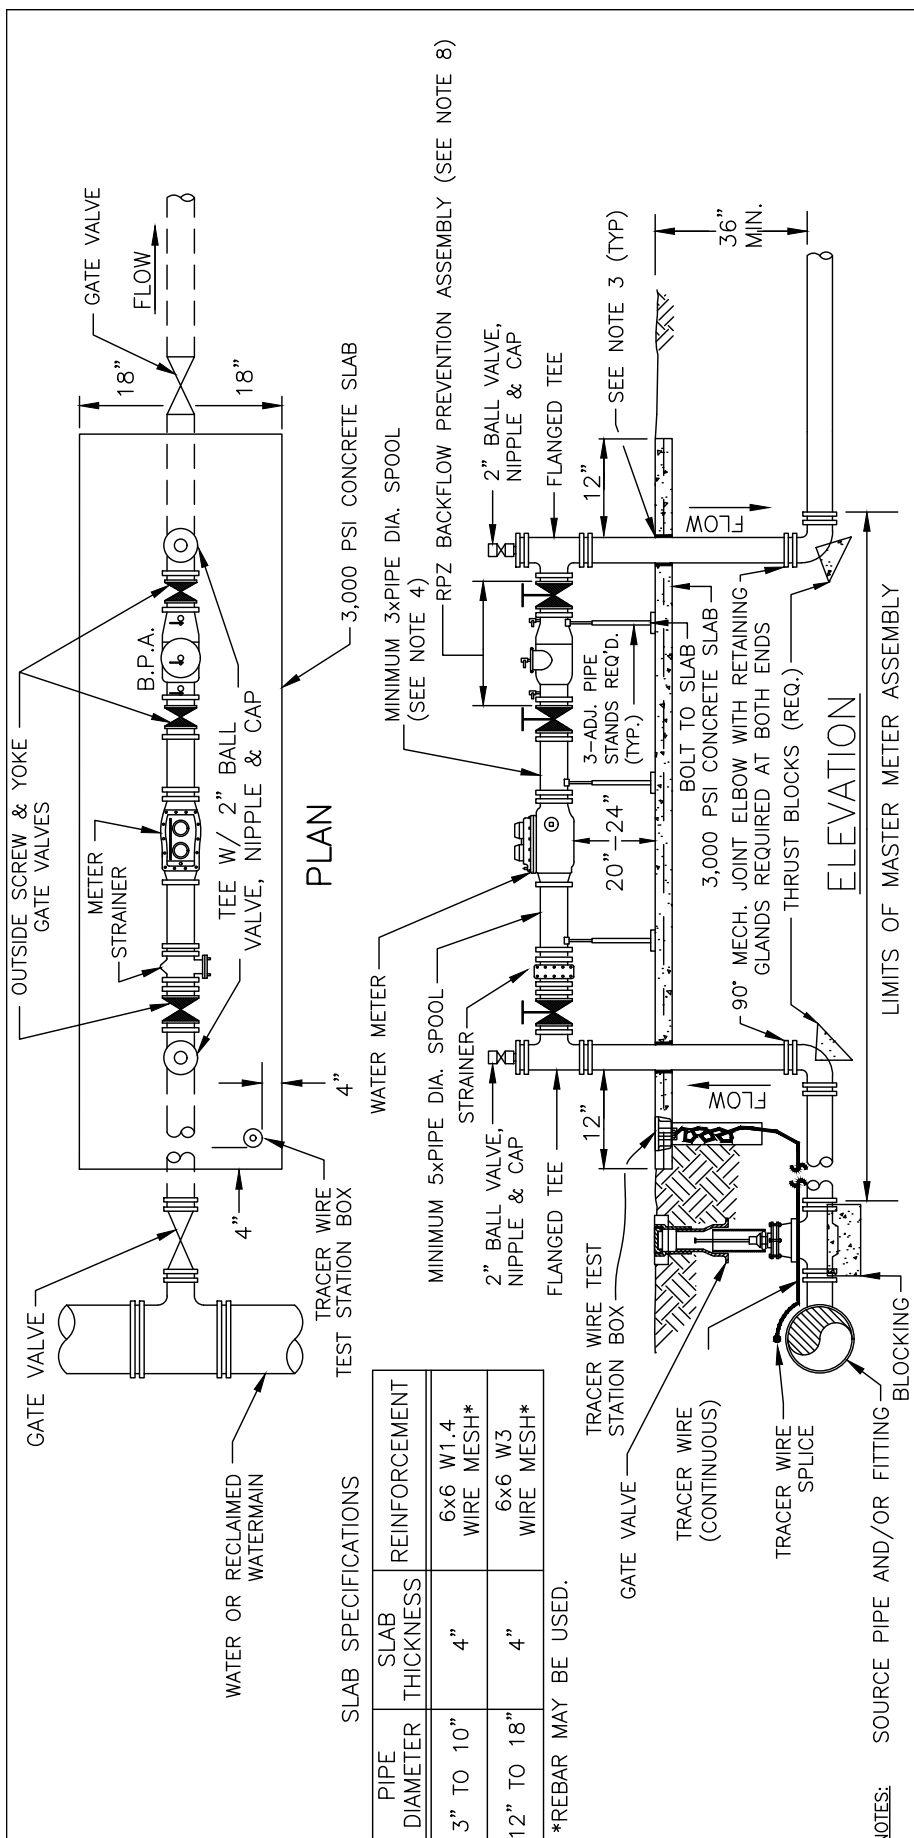 GATE VALVE
WATER OR RECLAIMED
WATERMAIN
OUTSIDE SCREW & YOKE
GATE VALVES
METER
STRAINER
B.P.A.
GATE VALVE
FLOW
18”
18”
TEE W/ 2” BALL
VALVE, NIPPLE & CAP
4”
4”
TRACER WIRE
TEST STATION BOX
3,000 PSI CONCRETE SLAB
PLAN
SLAB SPECIFICATIONS
PIPE
DIAMETER
SLAB
THICKNESS
REINFORCEMENT
3” TO 10”
4”
6x6 W1.4
WIRE MESH*
12” TO 18”
4”
6x6 W3
WIRE MESH*
*REBAR MAY BE USED.
WATER METER
MINIMUM 5xPIPE DIA. SPOOL
STRAINER
2” BALL VALVE,
NIPPLE & CAP
FLANGED TEE
MINIMUM 3xPIPE DIA. SPOOL
(SEE NOTE 4)
RPZ BACKFLOW PREVENTION ASSEMBLY (SEE NOTE 8)
2” BALL VALVE,
NIPPLE & CAP
FLANGED TEE
12”
12”
SEE NOTE 3 (TYP)
36”
MIN.
3-ADJ. PIPE
STANDS REQ'D.
(TYP.)
20”-24”
BOLT TO SLAB
3,000 PSI CONCRETE SLAB
FLOW
FLOW
90° MECH. JOINT ELBOW WITH RETAINING
GLANDS REQUIRED AT BOTH ENDS
THRUST BLOCKS (REQ.)
TRACER WIRE TEST
STATION BOX
GATE VALVE
TRACER WIRE
(CONTINUOUS)
TRACER WIRE
SPLICE
SOURCE PIPE AND/OR FITTING
BLOCKING
ELEVATION
LIMITS OF MASTER METER ASSEMBLY
NOTES: